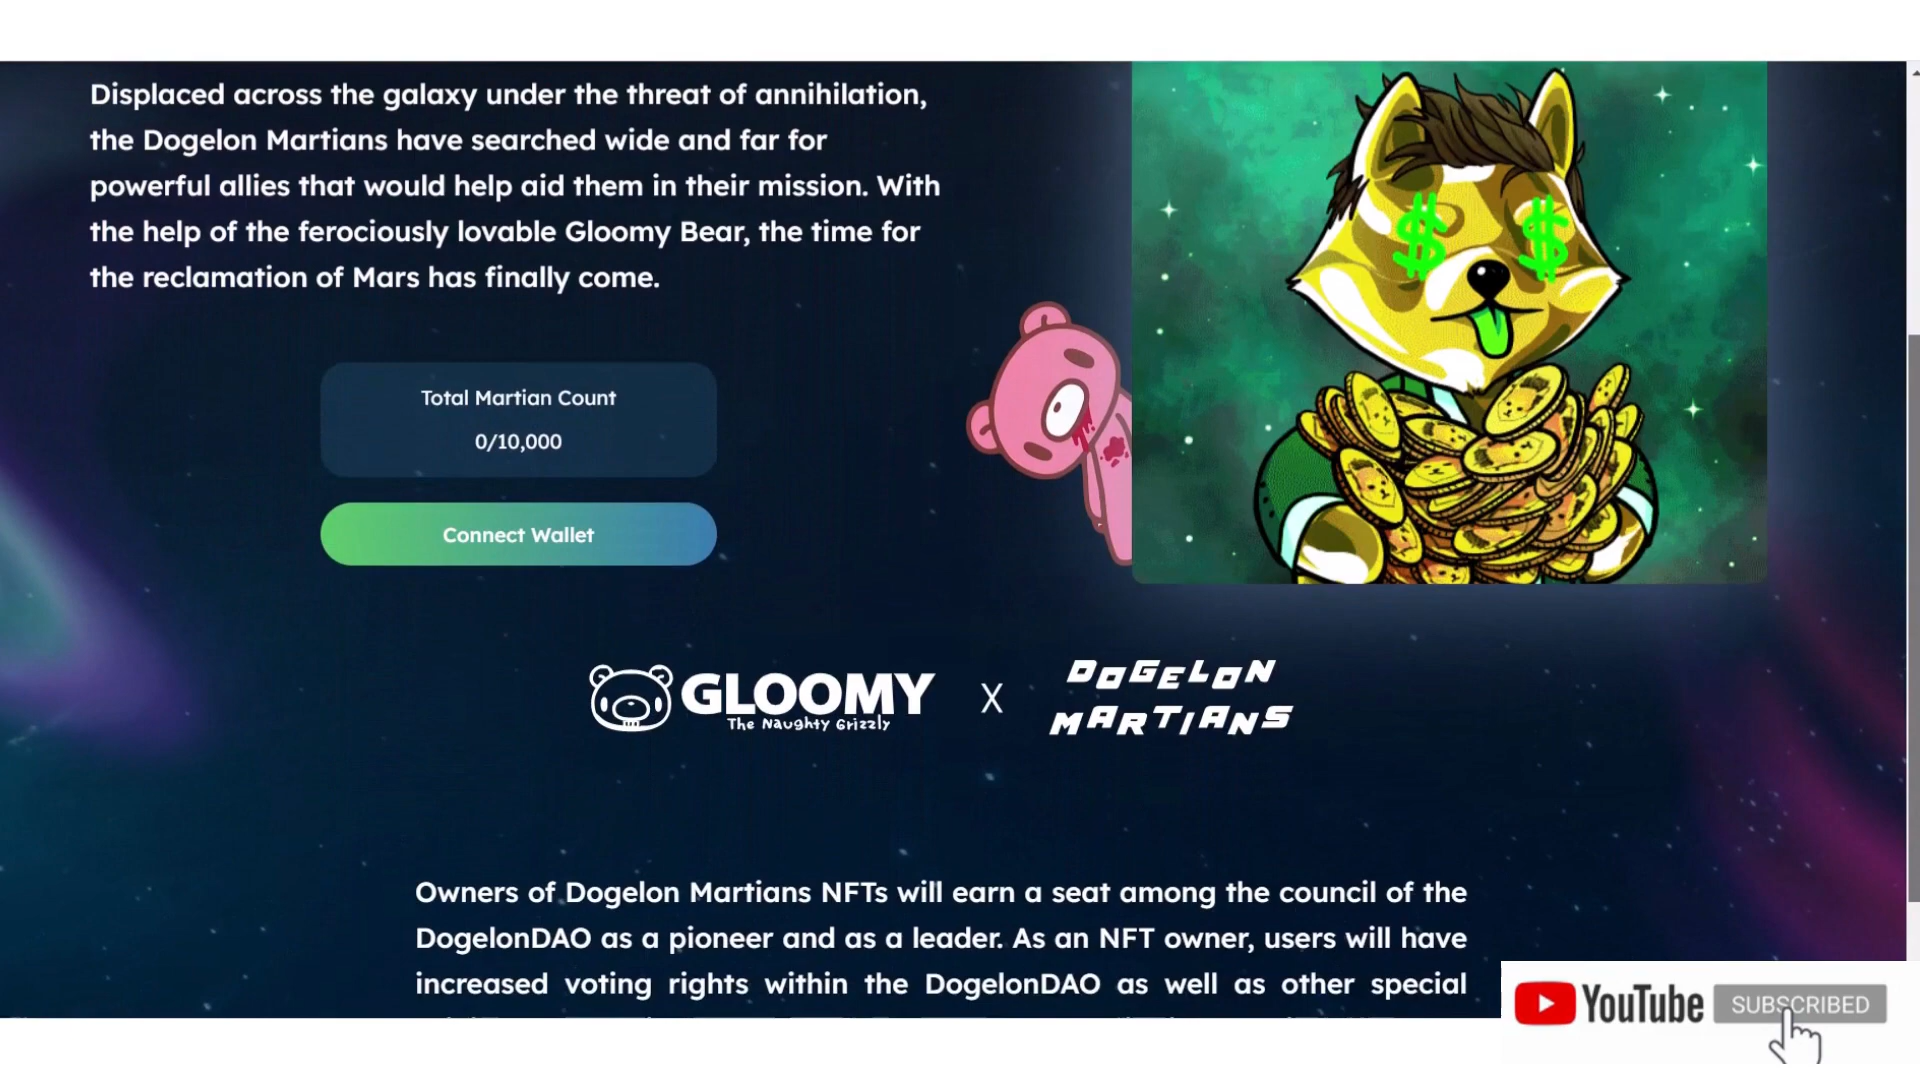 Displaced across the galaxy under the threat of annihilation,
the Dogelon Martians have searched wide and far for
powerful allies that would help aid them in their mission. With
the help of the ferociously lovable Gloomy Bear, the time for
the reclamation of Mars has finally come.
Total Martian Count
0/10,000
Connect Wallet
$ $
GLOOMY
The Naughty Grizzly
X
DOGELON
MARTIANS
Owners of Dogelon Martians NFTs will earn a seat among the council of the
DogelonDAO as a pioneer and as a leader. As an NFT owner, users will have
increased voting rights within the DogelonDAO as well as other special
YouTube SUBSCRIBED